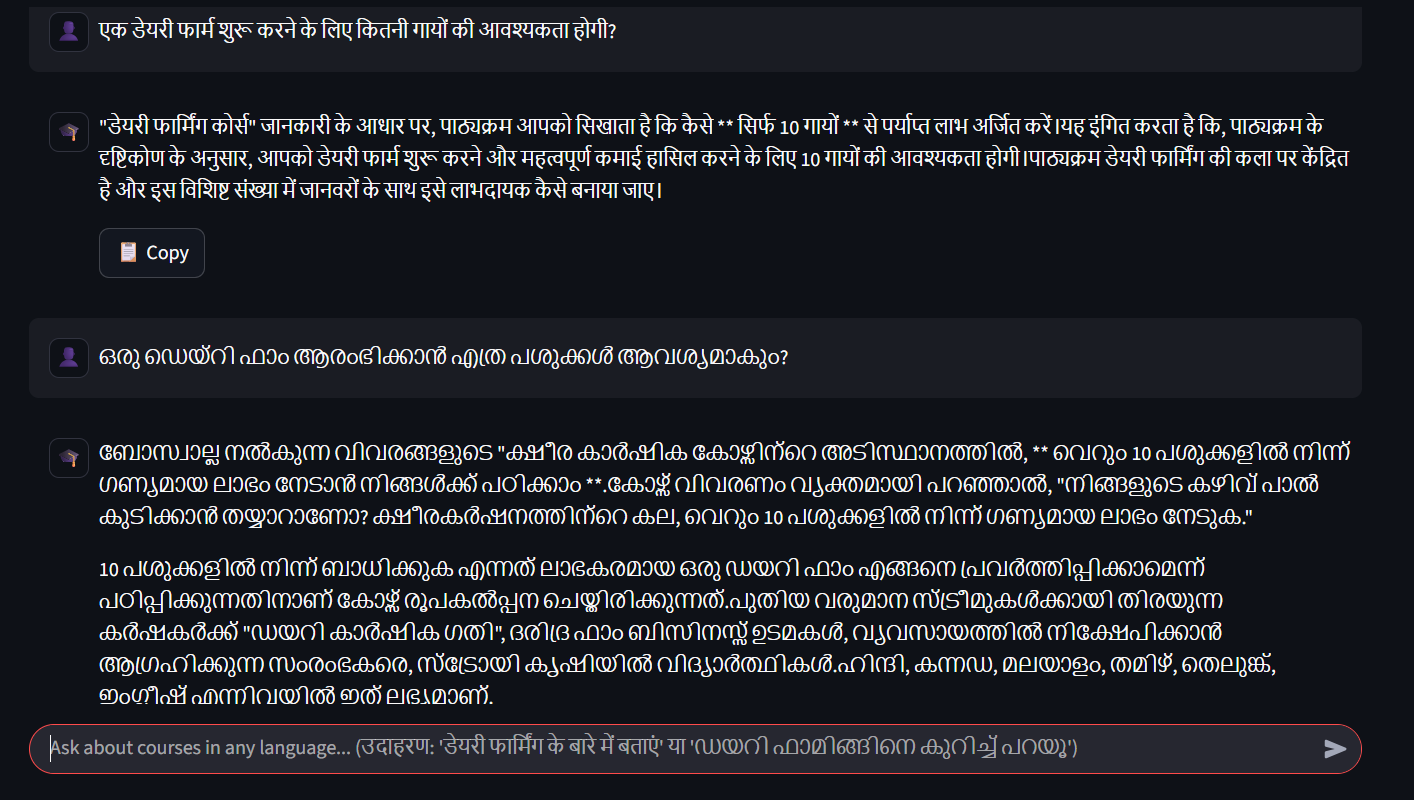 एक डेयरी फार्म शुरू करने के लिए कितनी गायों की आवश्यकता होगी?
"डेयरी फार्मिंग कोर्स" जानकारी के आधार पर, पाठ्यक्रम आपको सिखाता है कि कैसे ** सिर्फ 10 गायों ** से पर्याप्त लाभ अर्जित करें।यह इंगित करता है कि, पाठ्यक्रम के
दृष्टिकोण के अनुसार, आपको डेयरी फार्म शुरू करने और महत्वपूर्ण कमाई हासिल करने के लिए 10 गायों की आवश्यकता होगी।पाठ्यक्रम डेयरी फार्मिंग की कला पर केंद्रित
है और इस विशिष्ट संख्या में जानवरों के साथ इसे लाभदायक कैसे बनाया जाए।
Copy
ഒരു ഡെയ്റി ഫാം ആരംഭിക്കാൻ എത്ര പശുക്കൾ ആവശ്യമാകും?
ബോസ്വാല്ല നൽകുന്ന വിവരങ്ങളുടെ "ക്ഷീര കാർഷിക കോഴ്സിന്റെ അടിസ്ഥാനത്തിൽ, ** വെറും 10 പശുക്കളിൽ നിന്ന്
ഗണ്യമായ ലാഭം നേടാൻ നിങ്ങൾക്ക് പഠിക്കാം **.കോഴ്സ് വിവരണം വ്യക്തമായി പറഞ്ഞാൽ, "നിങ്ങളുടെ കഴിവ് പാൽ
കുടിക്കാൻ തയ്യാറാണോ? ക്ഷീരകർഷനത്തിന്റെ കല, വെറും 10 പശുക്കളിൽ നിന്ന് ഗണ്യമായ ലാഭം നേടുക."
10 പശുക്കളിൽ നിന്ന് ബാധിക്കുക എന്നത് ലാഭകരമായ ഒരു ഡയറി ഫാം എങ്ങനെ പ്രവർത്തിപ്പിക്കാമെന്ന്
പഠിപ്പിക്കുന്നതിനാണ് കോഴ്സ് രൂപകൽപ്പന ചെയ്തിരിക്കുന്നത്.പുതിയ വരുമാന സ്ട്രീമുകൾക്കായി തിരയുന്ന
കർഷകർക്ക് "ഡയറി കാർഷിക ഗതി", ദരിദ്ര ഫാം ബിസിനസ്സ് ഉടമകൾ, വ്യവസായത്തിൽ നിക്ഷേപിക്കാൻ
ആഗ്രഹിക്കുന്ന സംരംഭകരെ, സ്ട്രോയി കൃഷിയിൽ വിദ്യാർത്ഥികൾ.ഹിന്ദി, കന്നഡ, മലയാളം, തമിഴ്, തെലുങ്ക്,
ഇംഗ്ലീഷ് എന്നിവയിൽ ഇത് ലഭ്യമാണ്.
Ask about courses in any language... (उदाहरण: 'डेयरी फार्मिंग के बारे में बताएं' या 'ഡയറി ഫാമിങ്ങിനെ കുറിച്ച് പറയൂ')